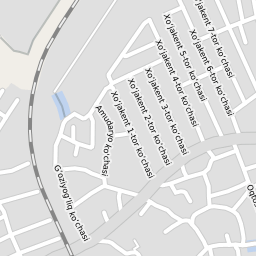 Xo'jakent 7-tor ko'chasi
Xo'jakent 6-tor ko'chasi
Xo'jakent 5-tor ko'chasi
Xo'jakent 4-tor ko'chasi
Xo'jakent 3-tor ko'chasi
Xo'jakent 2-tor ko'chasi
Xo'jakent 1-tor ko'chasi
Amudaryo ko'chasi
G'oziyog'liq ko'chasi
Oqtos